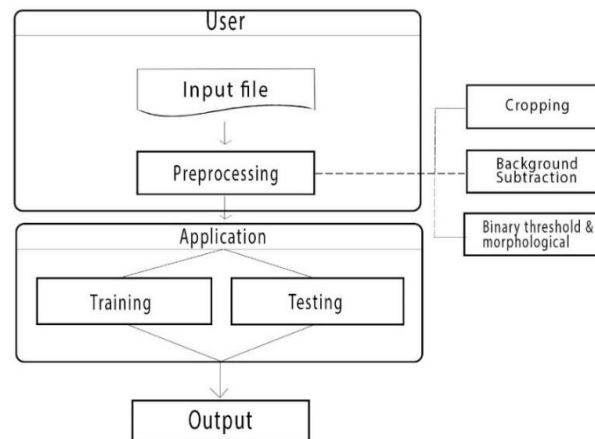 User
Input file
Preprocessing
Cropping
Background
Subtraction
Binary threshold &
morphological
Application
Training
Testing
Output